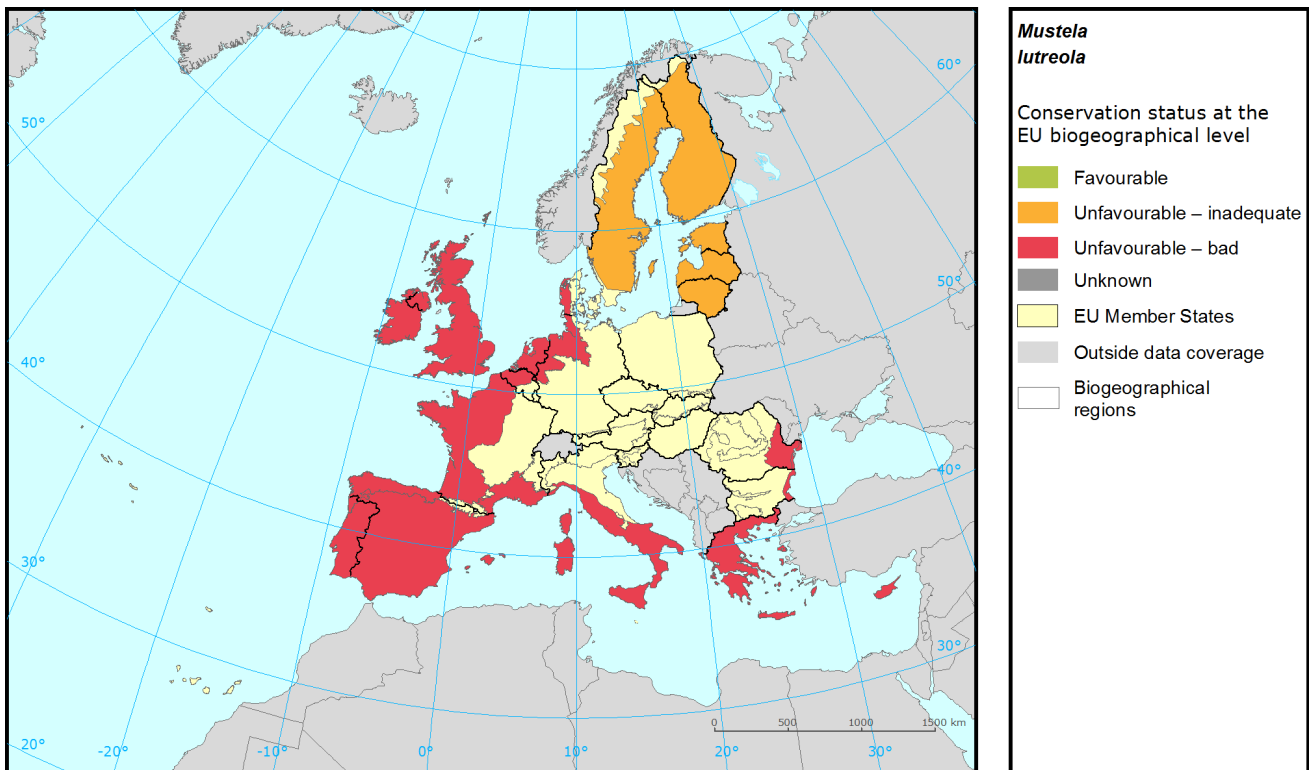 Mustela
lutreola
Conservation status at the
EU biogeographical level
Favourable
Unfavourable – inadequate
Unfavourable – bad
Unknown
EU Member States
Outside data coverage
Biogeographical
regions
60°
50°
50°
40°
40°
30°
30°
20°
-20°
-10°
0°
10°
20°
30°
0 500 1000 1500 km